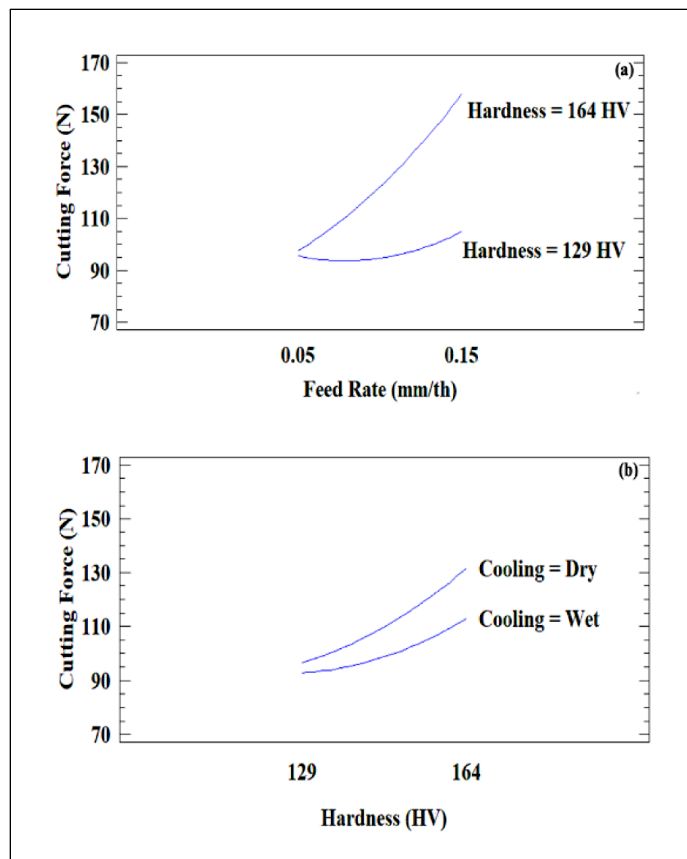 (a)
170
150
130
110
90
70
Cutting Force (N)
Hardness = 164 HV
Hardness = 129 HV
0.05 0.15
Feed Rate (mm/th)
(b)
170
150
130
110
90
70
Cutting Force (N)
Cooling = Dry
Cooling = Wet
129 164
Hardness (HV)